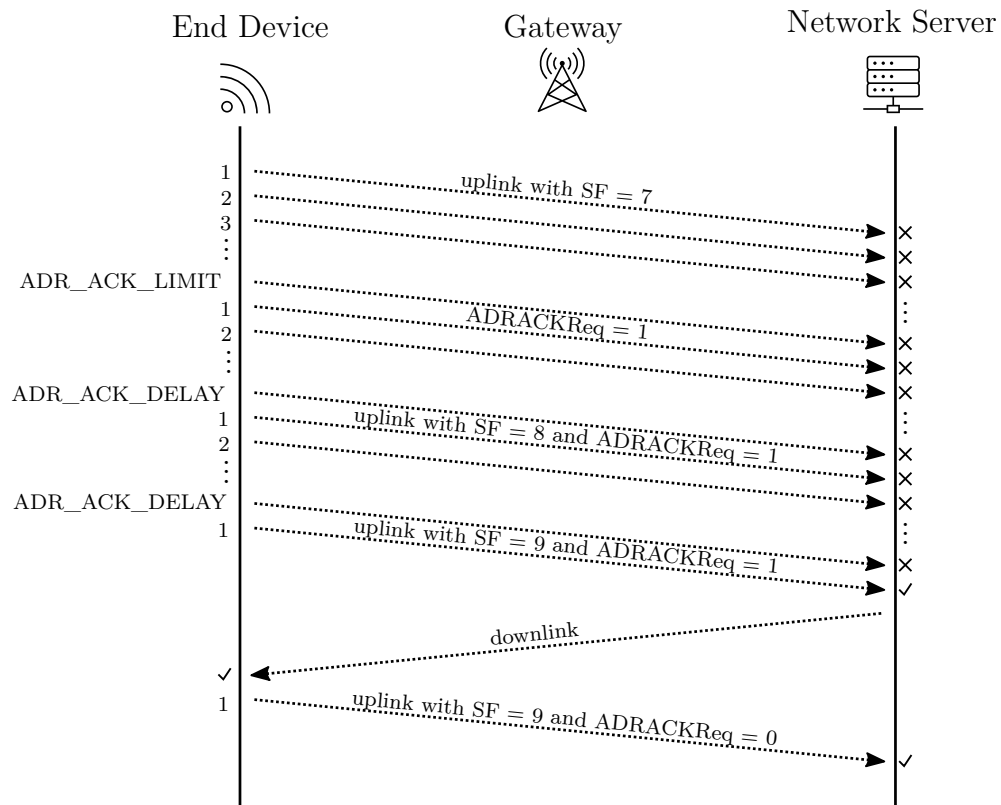 End Device
Gateway
Network Server
1
uplink with SF = 7
2
3
ADR_ACK_LIMIT
1
ADRACKReq = 1
2
ADR_ACK_DELAY
1
uplink with SF = 8 and ADRACKReq = 1
2
ADR_ACK_DELAY
1
uplink with SF = 9 and ADRACKReq = 1
downlink
1
uplink with SF = 9 and ADRACKReq = 0